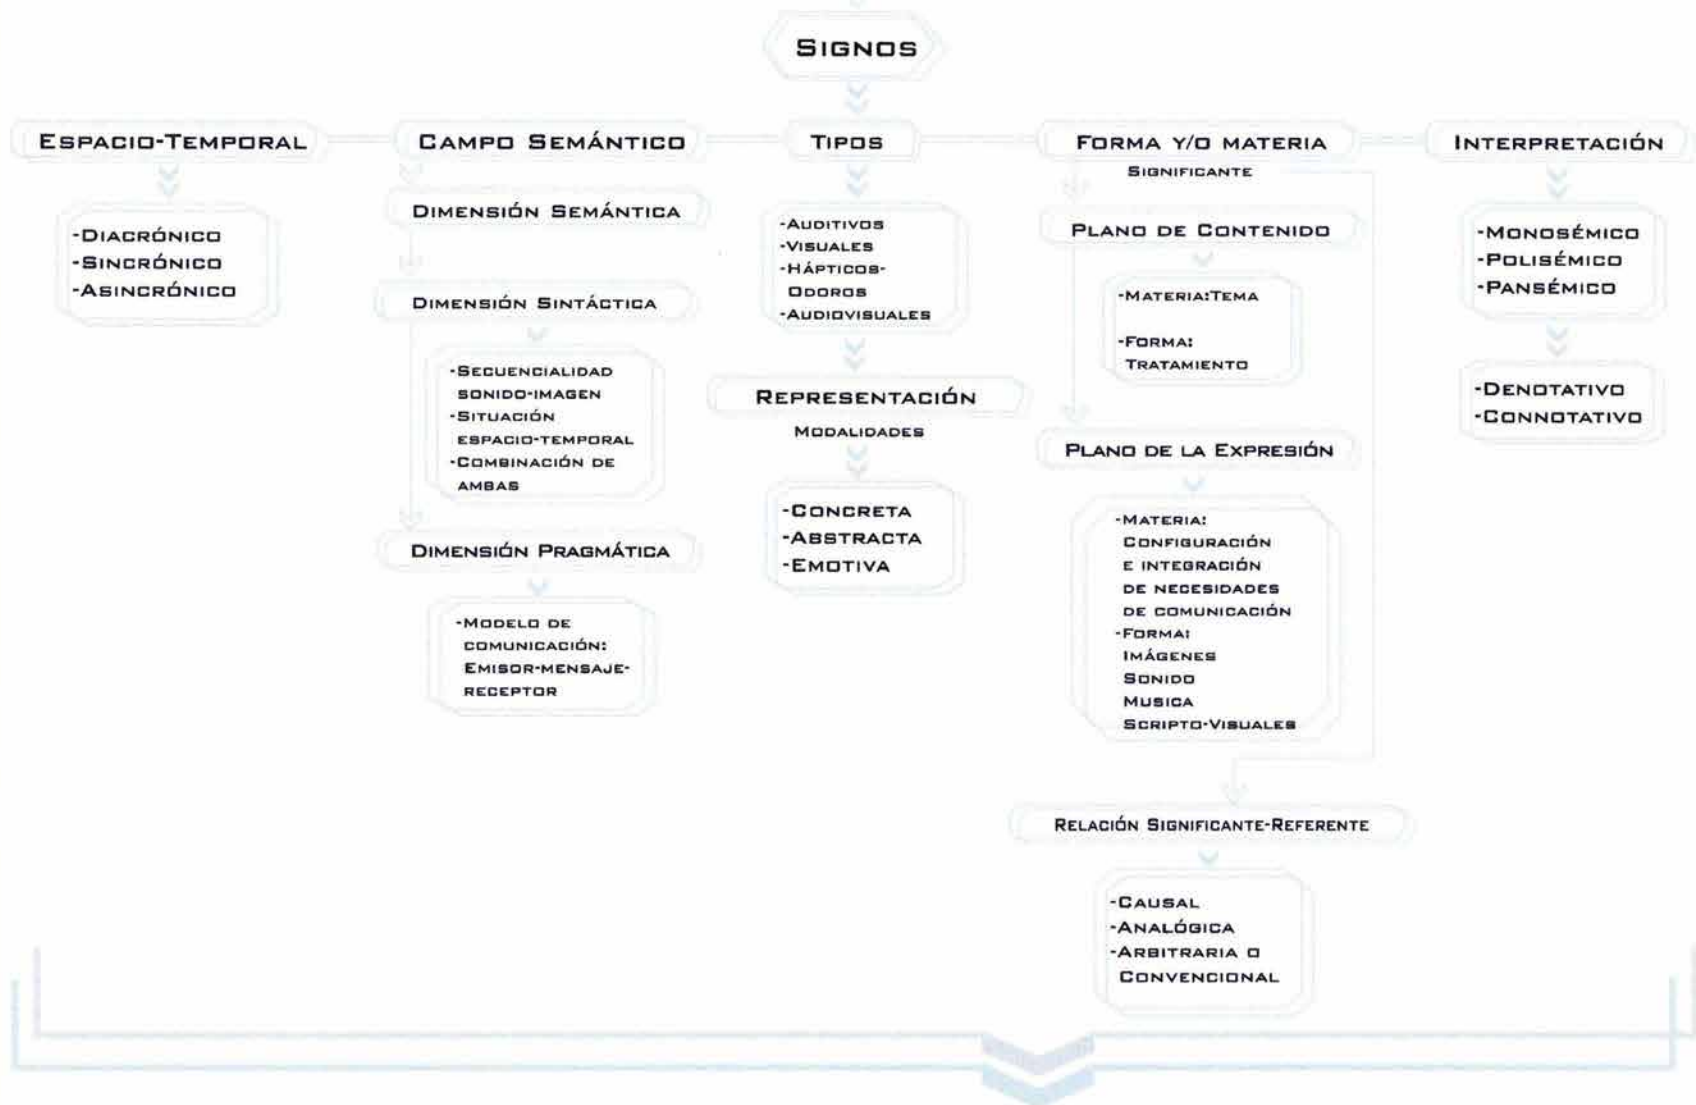 SIGNOS
ESPACIO-TEMPORAL
-DIACRÓNICO
-SINCRÓNICO
-ASINCRÓNICO
CAMPO SEMÁNTICO
DIMENSIÓN SEMÁNTICA
DIMENSIÓN SINTÁCTICA
-SECUENCIALIDAD
SONIDO-IMAGEN
-SITUACIÓN
ESPACIO-TEMPORAL
-COMBINACIÓN DE
AMBAS
DIMENSIÓN PRAGMÁTICA
-MODELO DE
COMUNICACIÓN:
EMISOR-MENSAJE-
RECEPTOR
TIPOS
-AUDITIVOS
-VISUALES
-HÁPTICOS-
ODOROS
-AUDIOVISUALES
REPRESENTACIÓN
MODALIDADES
-CONCRETA
-ABSTRACTA
-EMOTIVA
FORMA Y/O MATERIA
SIGNIFICANTE
PLANO DE CONTENIDO
-MATERIA:TEMA
-FORMA:
TRATAMIENTO
PLANO DE LA EXPRESIÓN
-MATERIA:
CONFIGURACIÓN
E INTEGRACIÓN
DE NECESIDADES
DE COMUNICACIÓN
-FORMA:
IMÁGENES
SONIDO
MUSICA
SCRIPTO-VISUALES
RELACIÓN SIGNIFICANTE-REFERENTE
-CAUSAL
-ANALÓGICA
-ARBITRARIA O
CONVENCIONAL
INTERPRETACIÓN
-MONOSÉMICO
-POLISÉMICO
-PANSÉMICO
-DENOTATIVO
-CONNOTATIVO